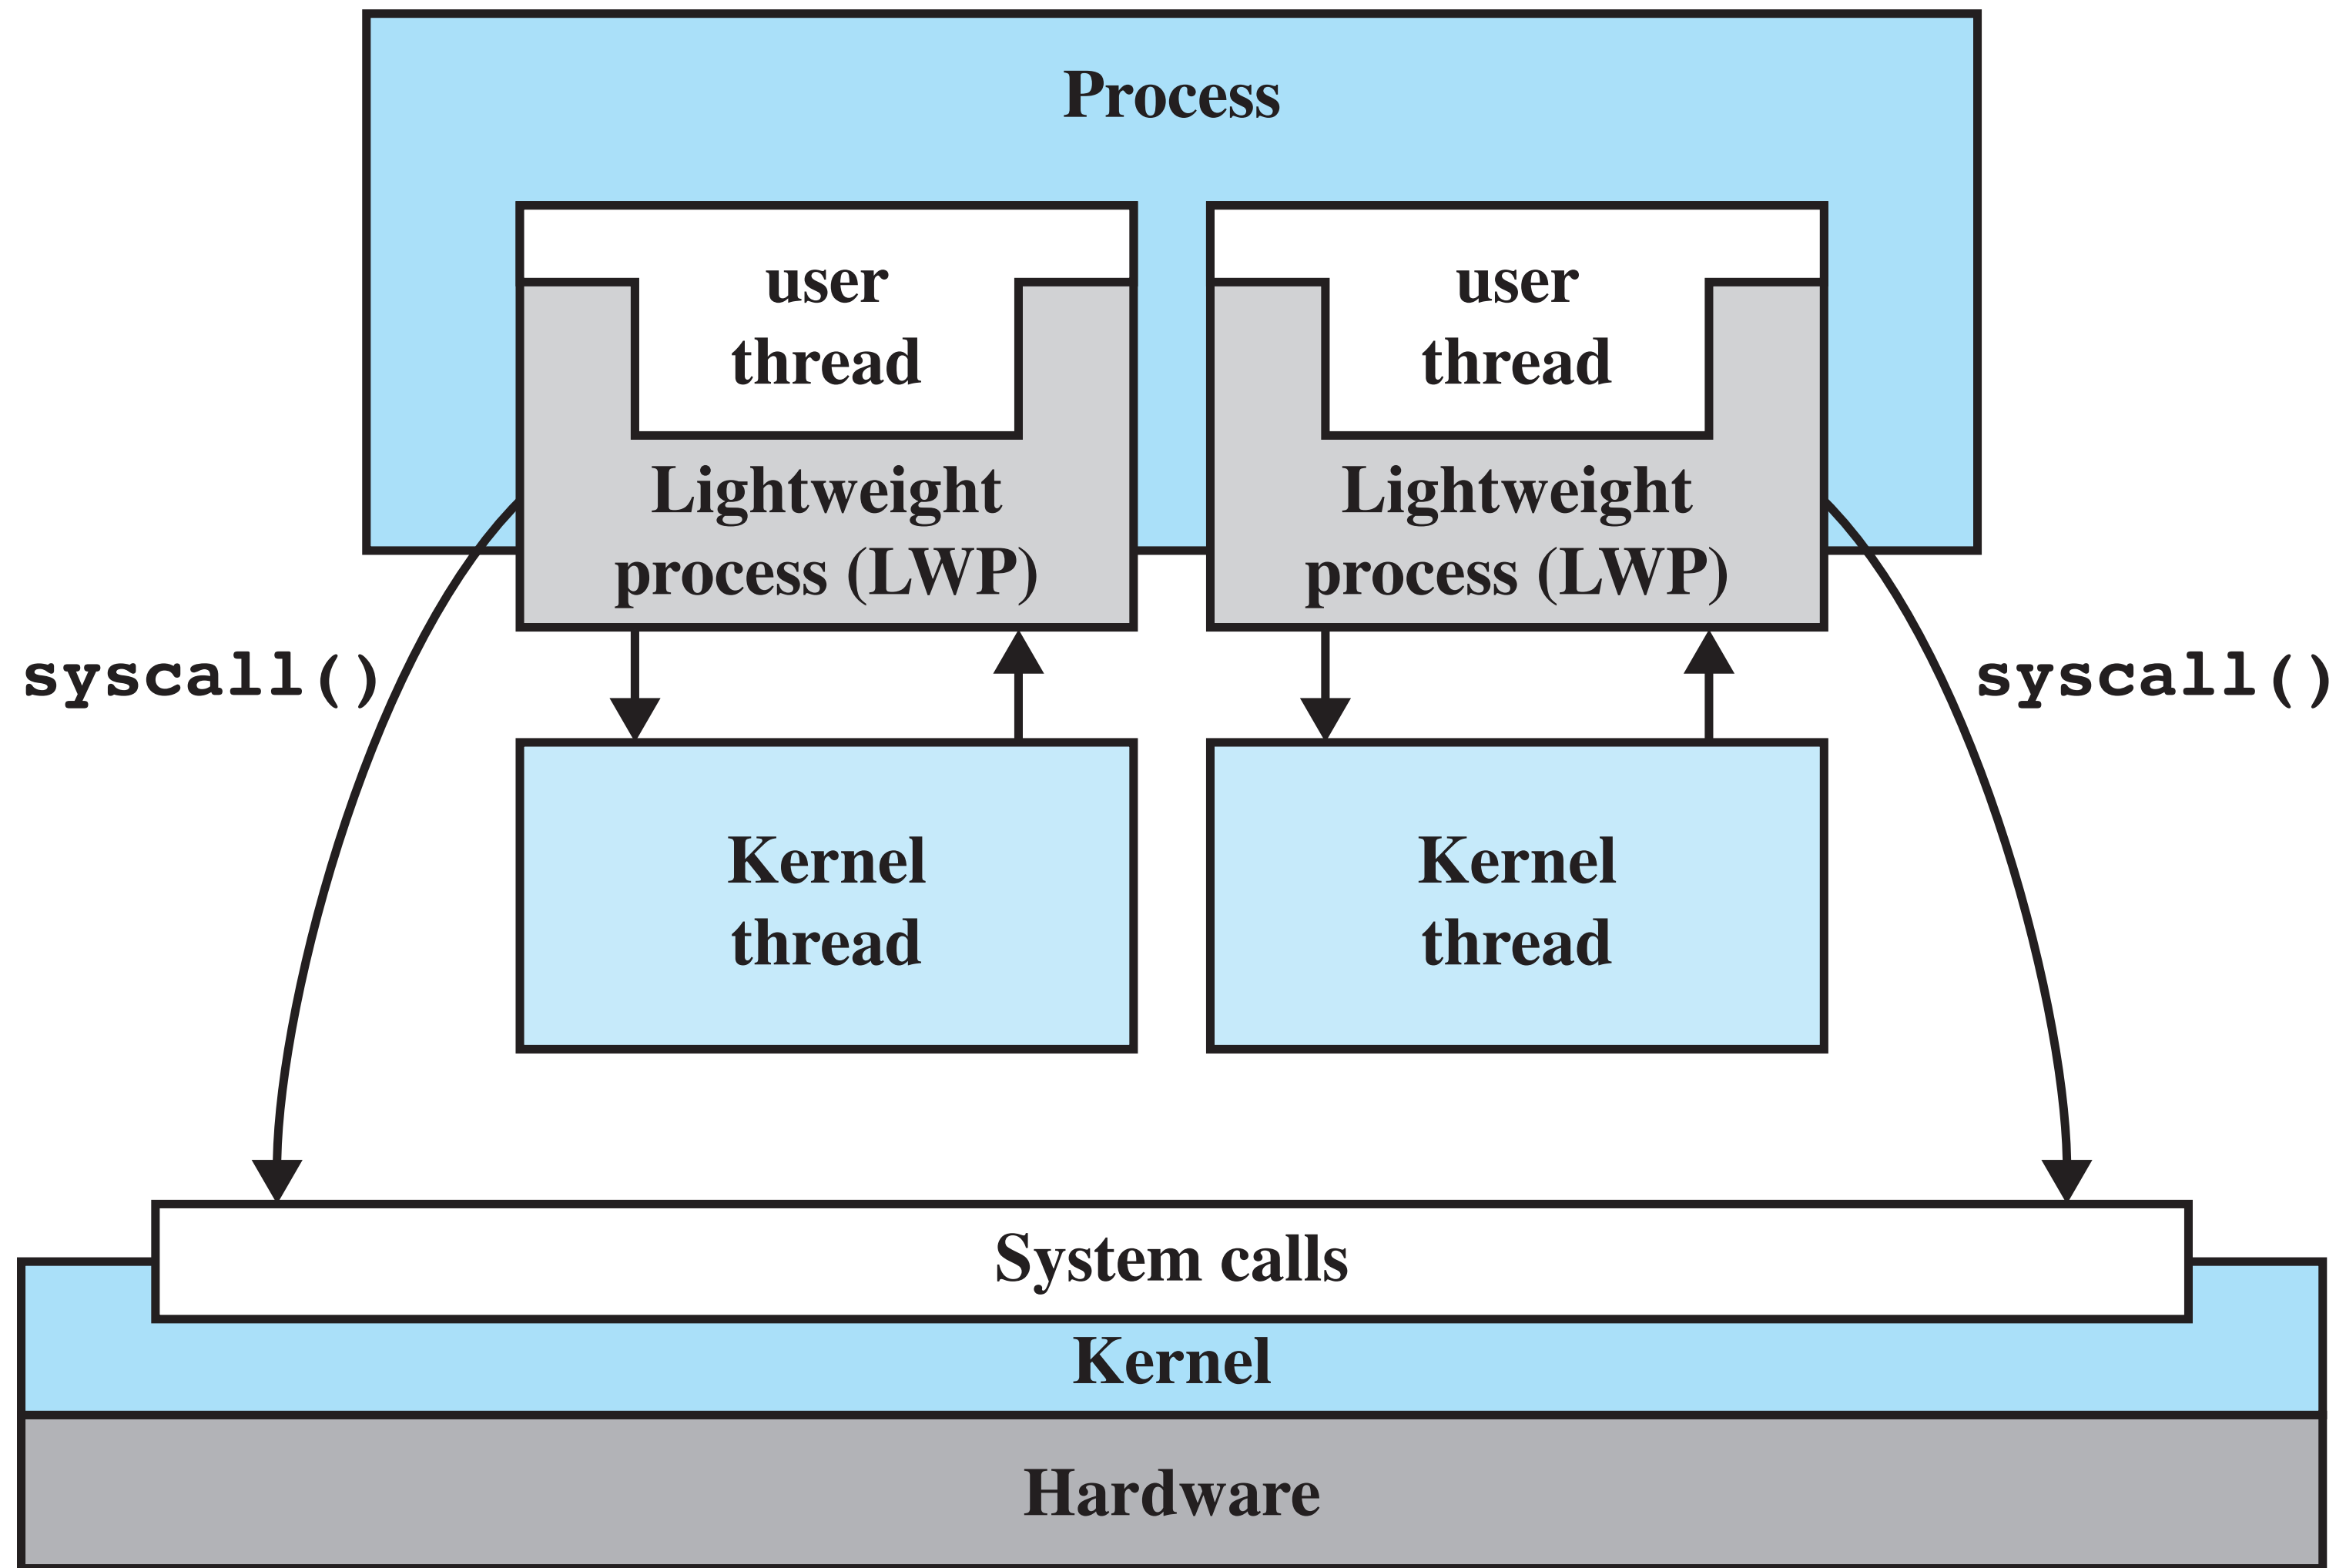 Process
user
thread
user
thread
Lightweight
process (LWP)
Lightweight
process (LWP)
syscall()
syscall()
Kernel
thread
Kernel
thread
System calls
Kernel
Hardware